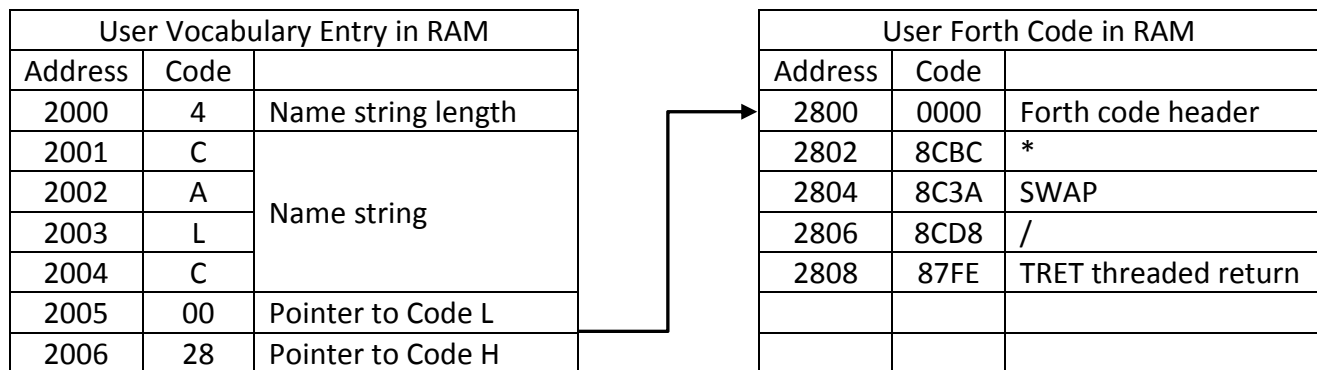 User Vocabulary Entry in RAM
Address Code
2000 4 Name string length
2001 C
2002 A
Name string
2003 L
2004 C
2005 00 Pointer to Code L
2006 28 Pointer to Code H
User Forth Code in RAM
Address Code
2800 0000 Forth code header
2802 8CBC *
2804 8C3A SWAP
2806 8CD8 /
2808 87FE TRET threaded return